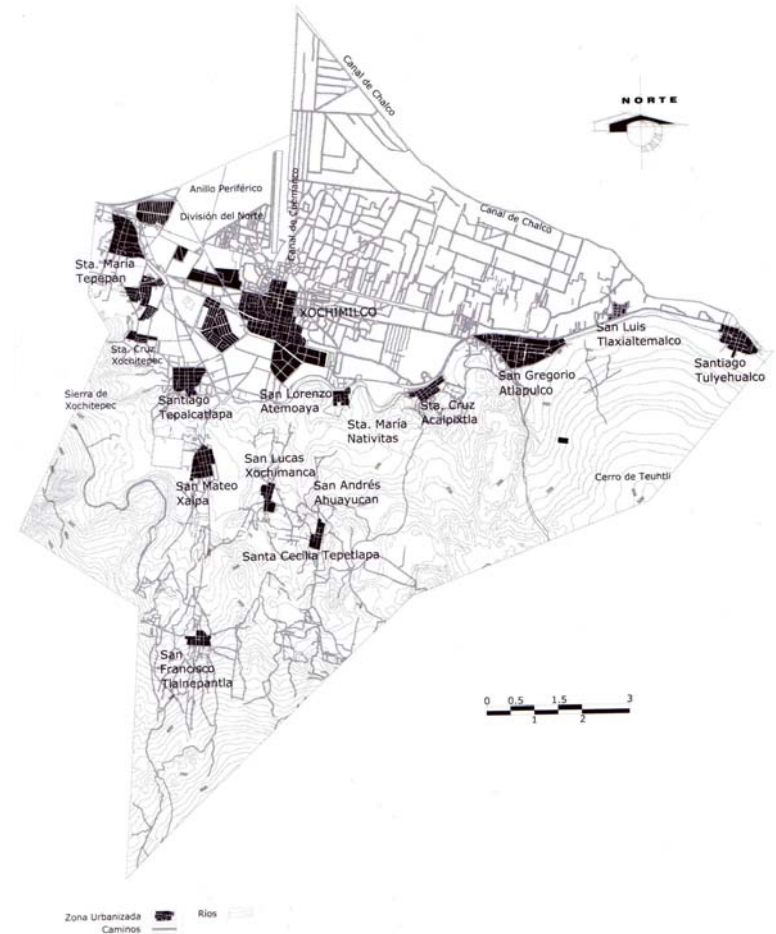 Canal de Chalco
NORTE
Anillo Periférico
División del Norte
Canal de Cuemanco
Canal de Chalco
Sta. María
Tepepan
XOCHIMILCO
San Luis
Tlaxialtemalco
Santiago
Tulyehualco
Sta. Cruz
Xochitepec
San Gregorio
Atlapulco
Sierra de
Xochitepec
Santiago
Tepalcatlapa
San Lorenzo
Atemoaya
Sta. María
Nativitas
Sta. Cruz
Acalpixtla
San Mateo
Xalpa
San Lucas
Xochimanca
San Andrés
Ahuayucan
Cerro de Teuhtli
Santa Cecilia Tepetlapa
San
Francisco
Tlalnepantla
0 0.5 1.5 3
1 2
Zona Urbanizada
Ríos
Caminos